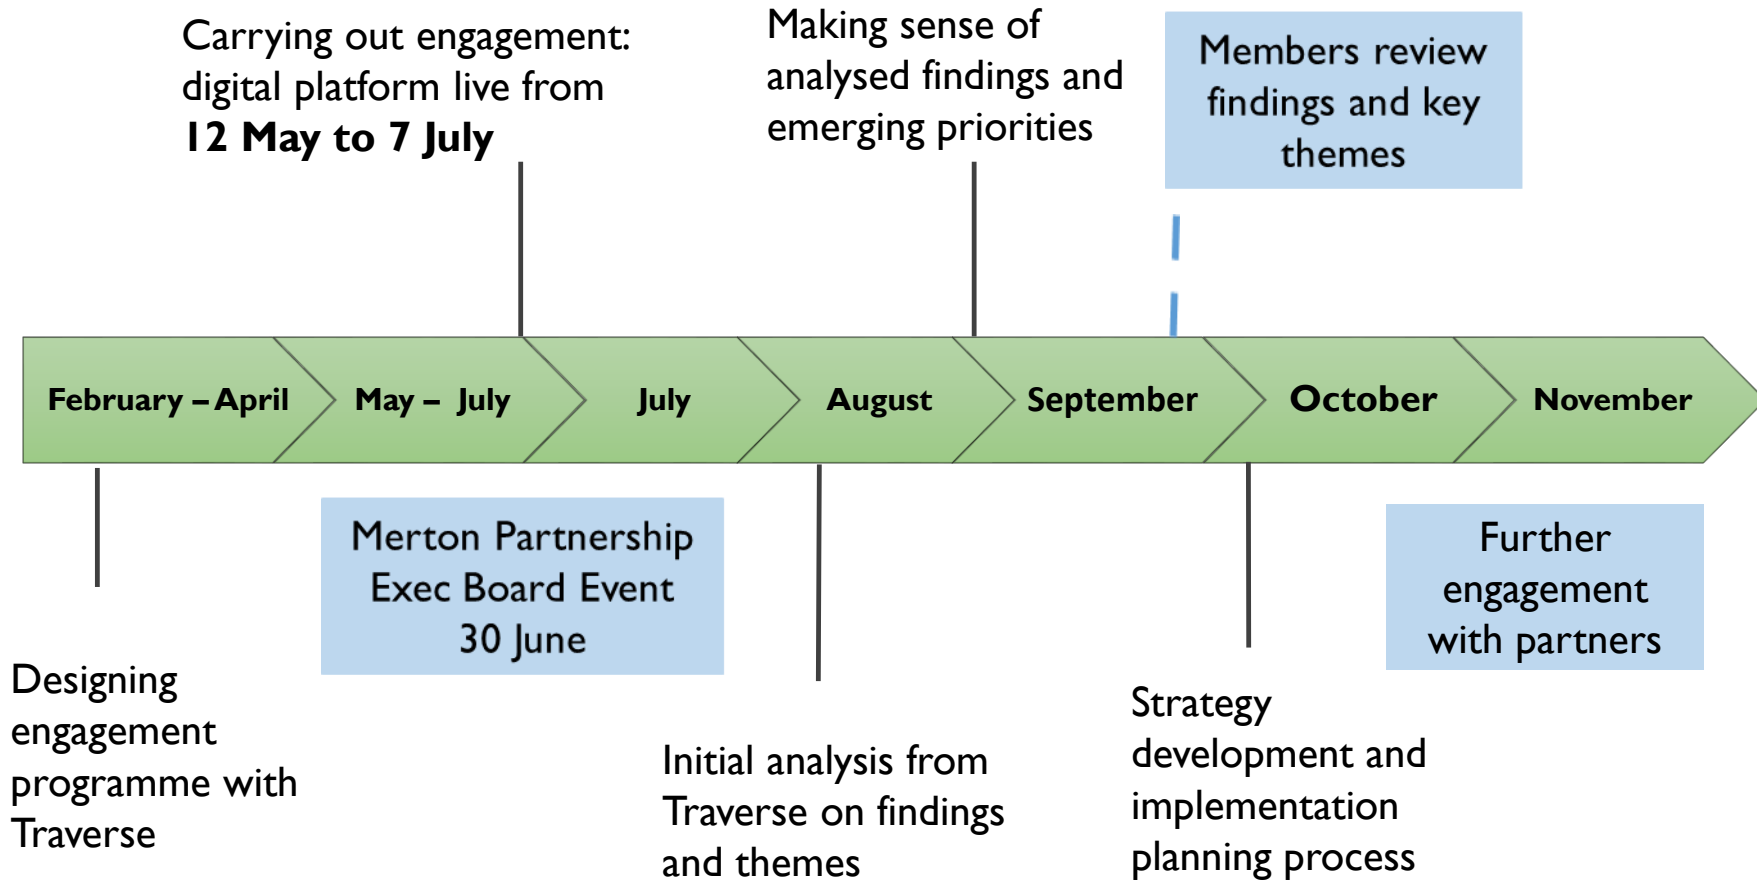 Carrying out engagement:
digital platform live from
12 May to 7 July
Making sense of
analysed findings and
emerging priorities
Members review
findings and key
themes
February – April
May – July
July
August
September
October
November
Designing
engagement
programme with
Traverse
Merton Partnership
Exec Board Event
30 June
Initial analysis from
Traverse on findings
and themes
Strategy
development and
implementation
planning process
Further
engagement
with partners